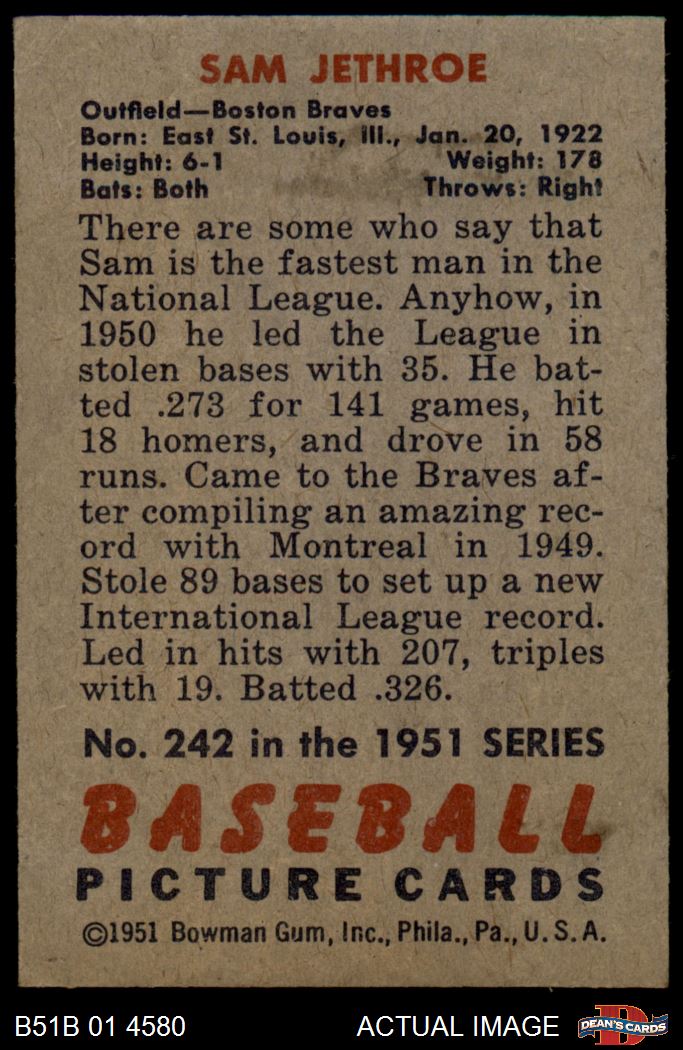 SAM JETHROE
Outfield—Boston Braves
Born: East St. Louis, Ill., Jan. 20, 1922
Height: 6-1 Weight: 178
Bats: Both Throws: Right
There are some who say that
Sam is the fastest man in the
National League. Anyhow, in
1950 he led the League in
stolen bases with 35. He bat-
ted .273 for 141 games, hit
18 homers, and drove in 58
runs. Came to the Braves af-
ter compiling an amazing rec-
ord with Montreal in 1949.
Stole 89 bases to set up a new
International League record.
Led in hits with 207, triples
with 19. Batted .326.
No. 242 in the 1951 SERIES
BASEBALL
PICTURE CARDS
©1951 Bowman Gum, Inc., Phila., Pa., U.S.A.
B51B 01 4580 ACTUAL IMAGE DEAN'S CARDS